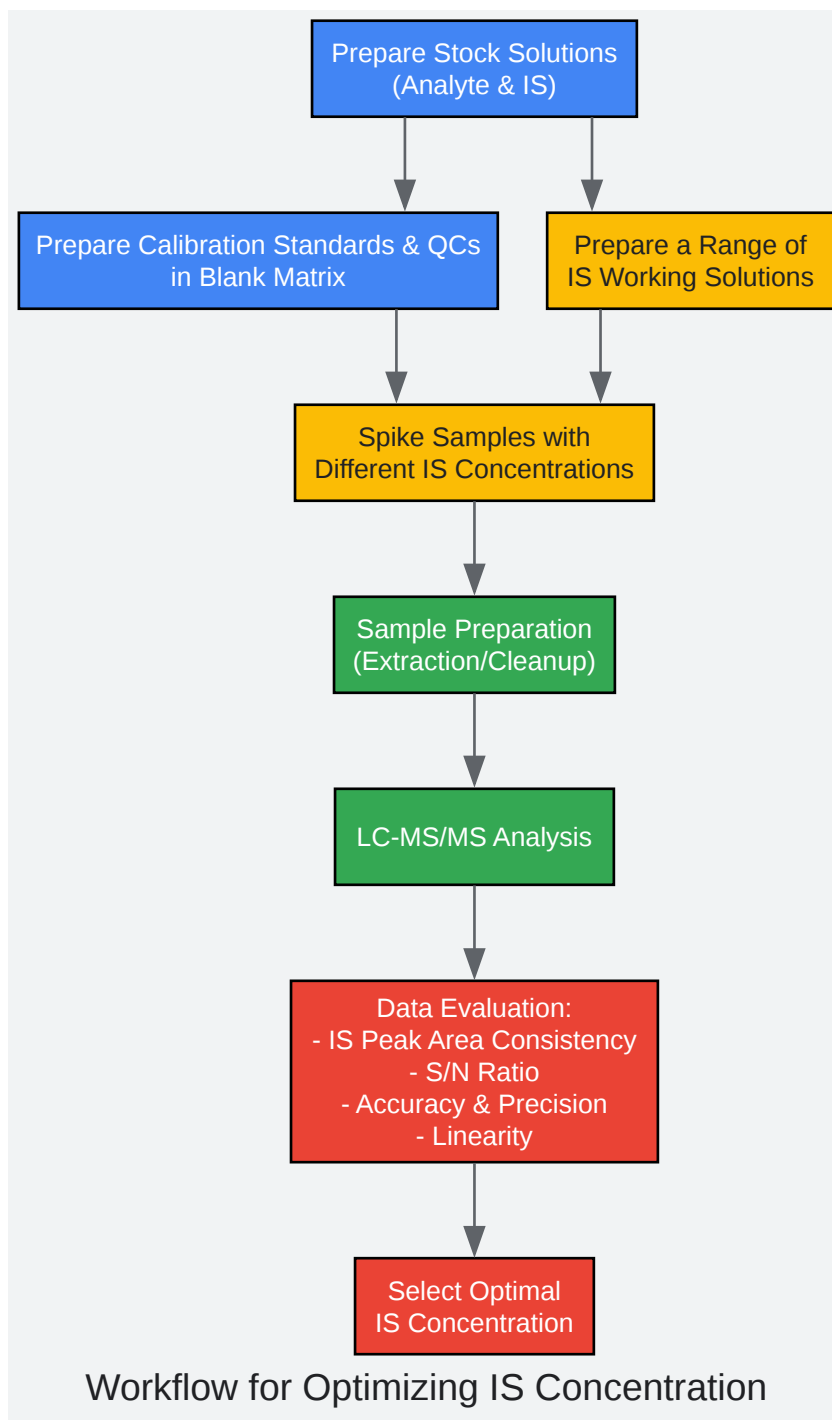 Prepare Stock Solutions
(Analyte & IS)
Prepare Calibration Standards & QCs
in Blank Matrix
Prepare a Range of
IS Working Solutions
Spike Samples with
Different IS Concentrations
Sample Preparation
(Extraction/Cleanup)
LC-MS/MS Analysis
Data Evaluation:
- IS Peak Area Consistency
- S/N Ratio
- Accuracy & Precision
- Linearity
Select Optimal
IS Concentration
Workflow for Optimizing IS Concentration